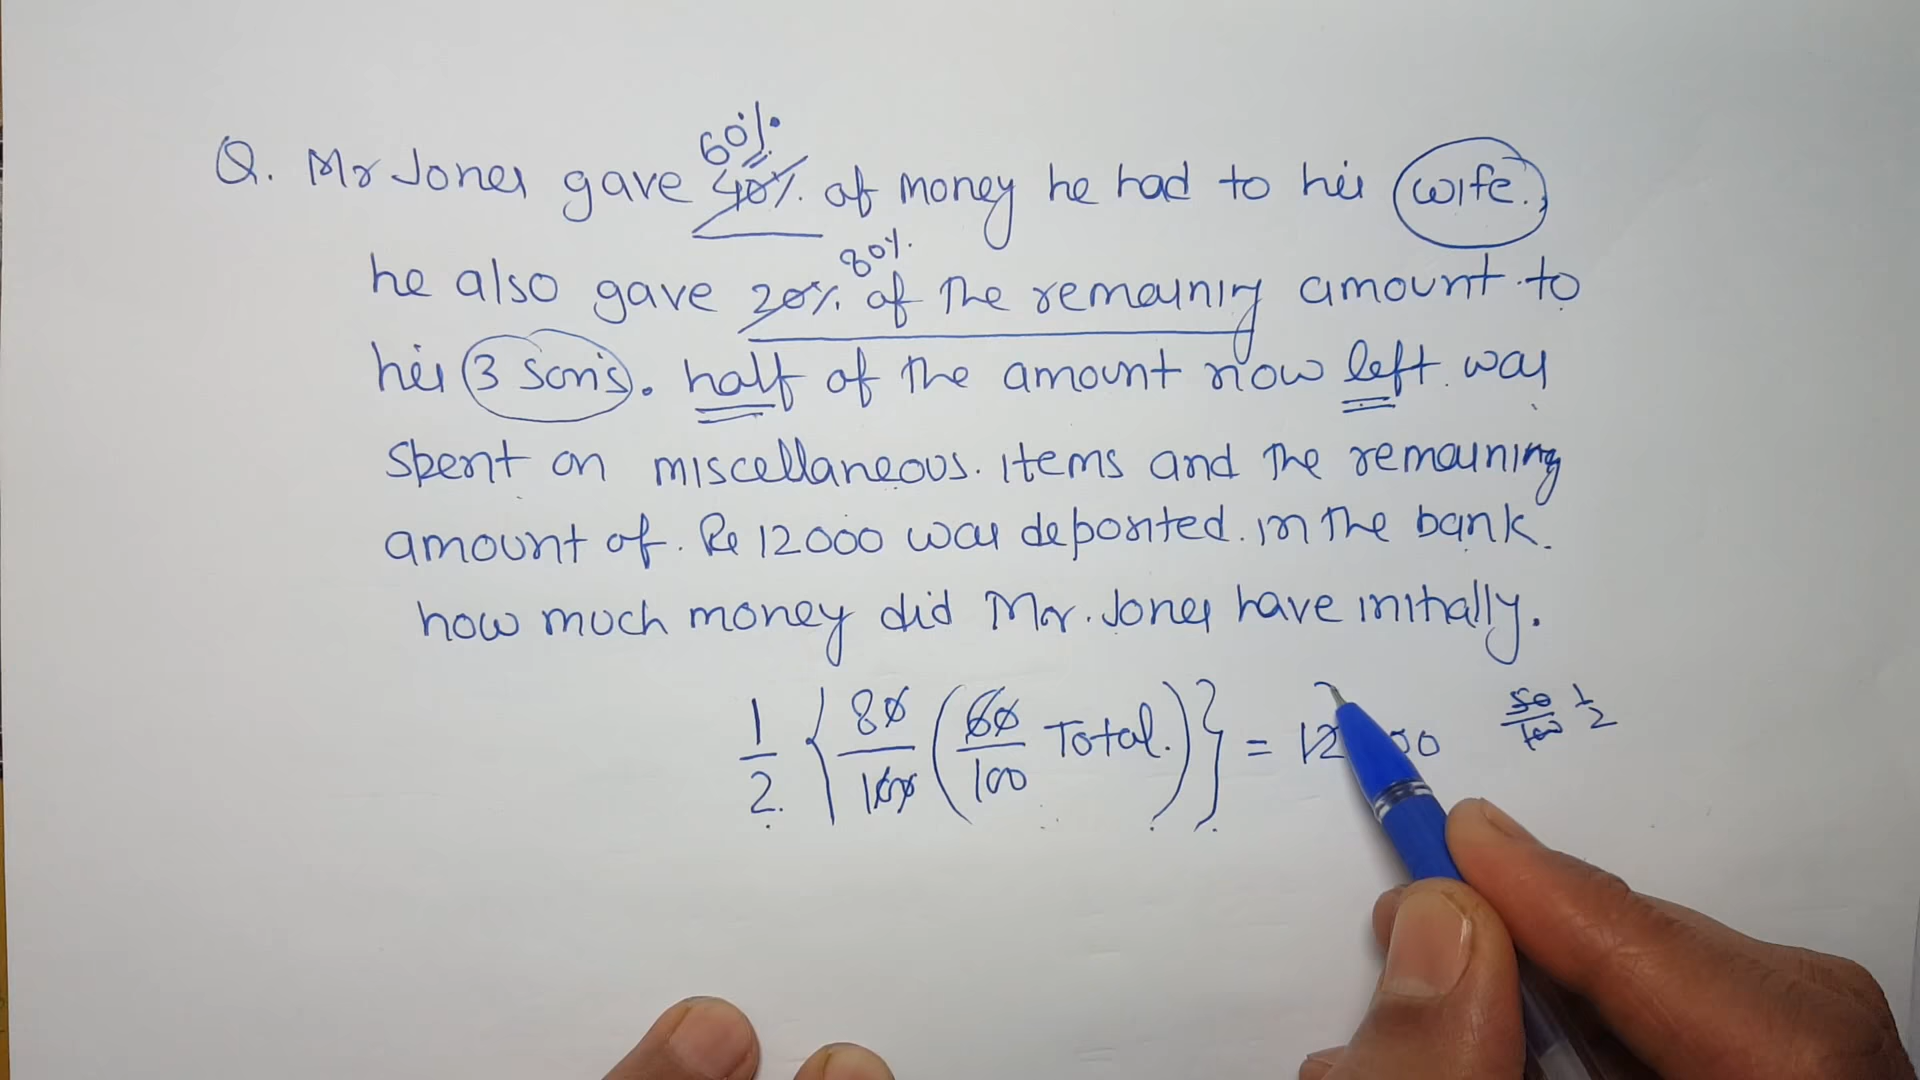 60%
Q. Mr Jones gave 40% of money he had to his wife.
80%
he also gave 20% of the remaining amount to
his 3 son's. half of the amount now left was
spent on miscellaneous. items and the remaining
amount of. Rs 12000 was deposited. in the bank.
how much money did Mr. Jones have initially.
1/2 { 80/100 ( 60/100 Total. ) } = 12 00 50/100 1/2